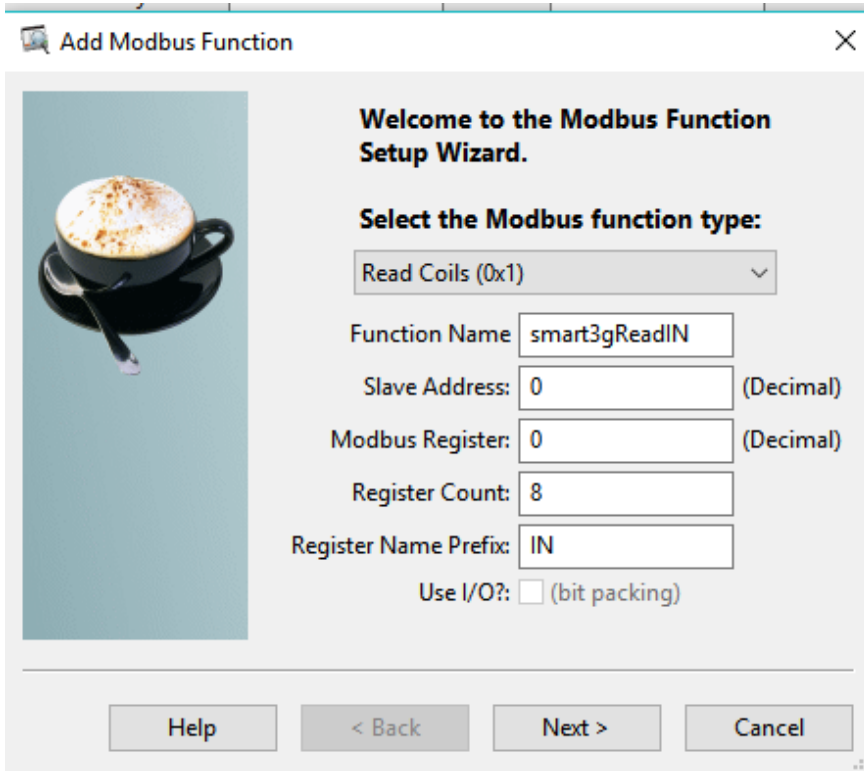 Add Modbus Function
Welcome to the Modbus Function
Setup Wizard.
Select the Modbus function type:
Read Coils (0x1)
Function Name smart3gReadIN
Slave Address: 0 (Decimal)
Modbus Register: 0 (Decimal)
Register Count: 8
Register Name Prefix: IN
Use I/O?: (bit packing)
Help < Back Next > Cancel